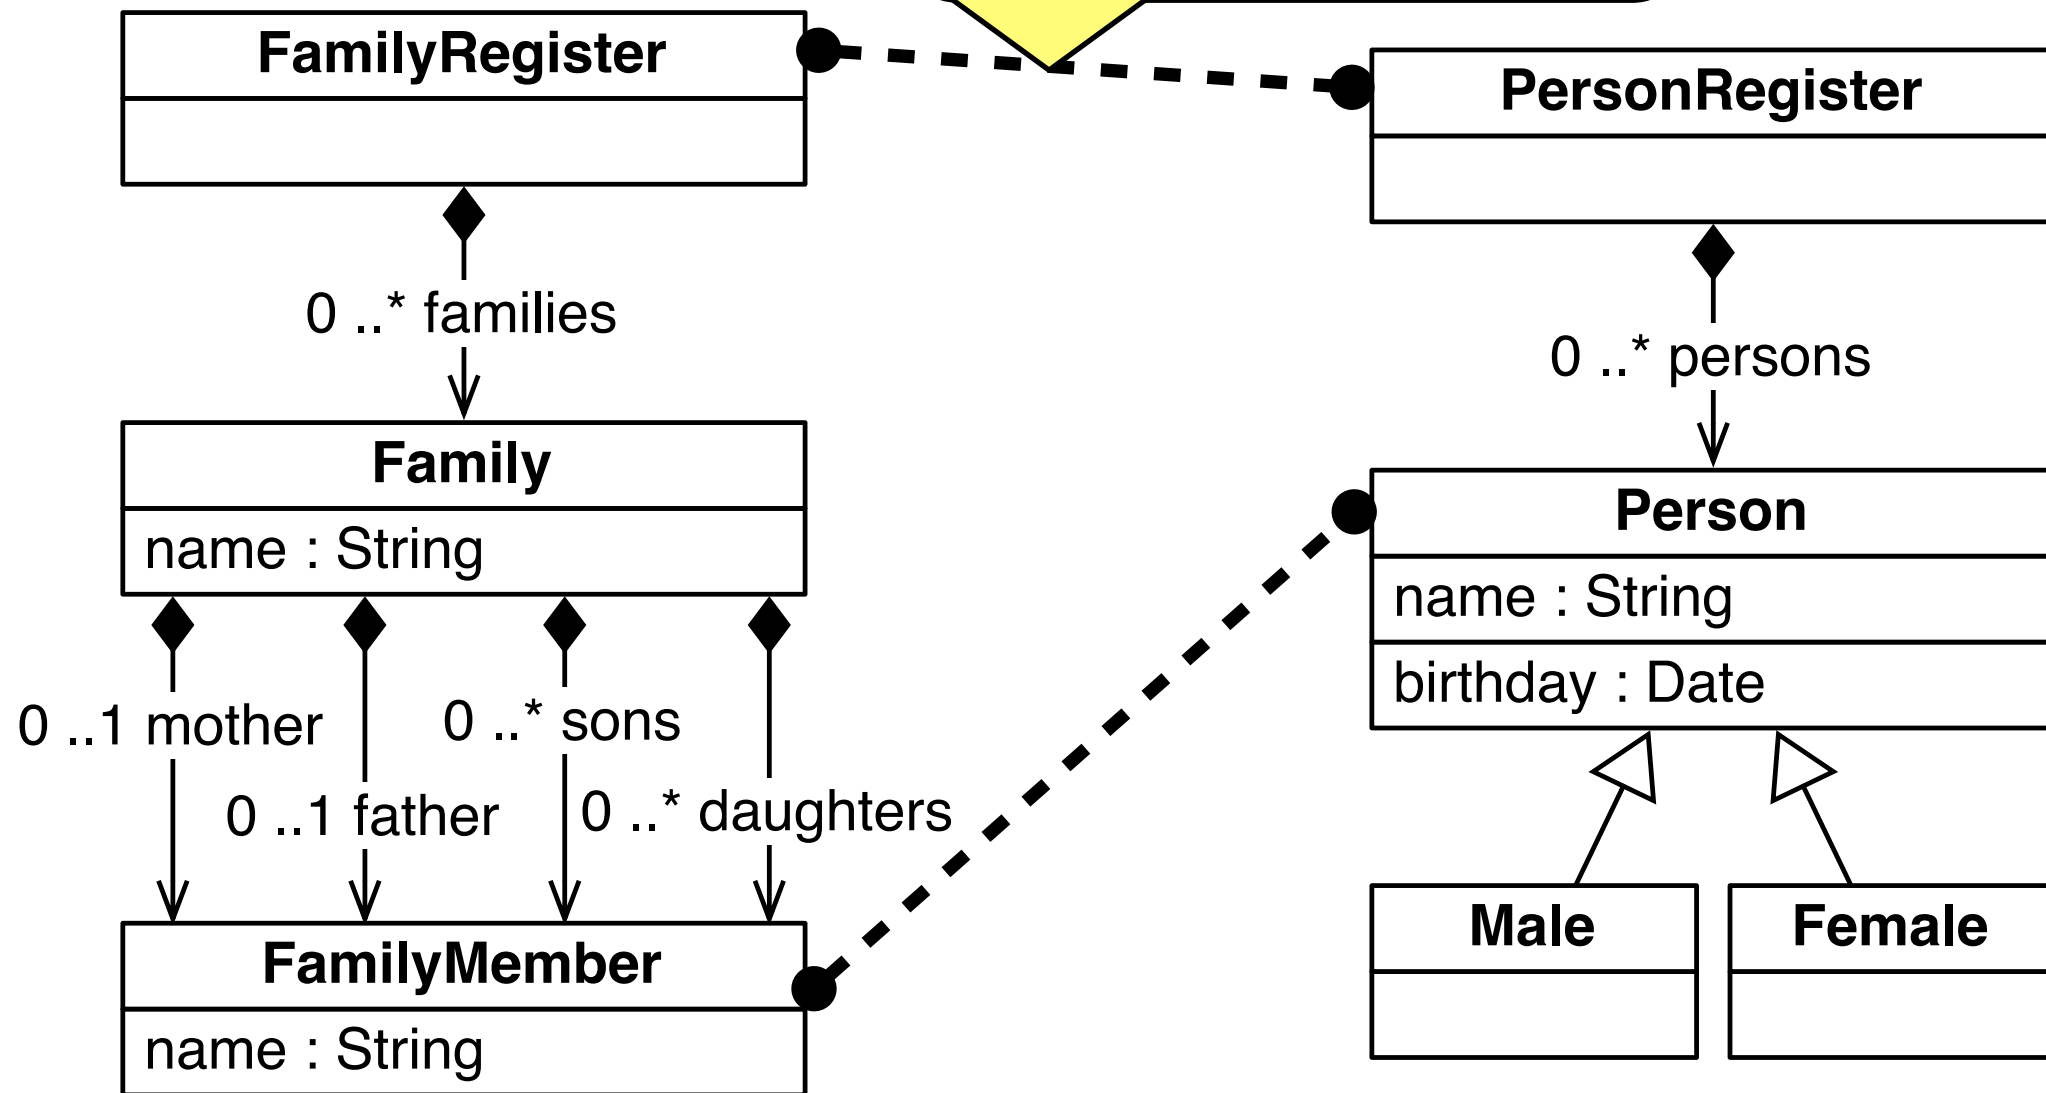 FamilyRegister
PersonRegister
0 ..* families
0 ..* persons
Family
name : String
Person
name : String
birthday : Date
0 ..1 mother
0 ..* sons
0 ..1 father
0 ..* daughters
Male
Female
FamilyMember
name : String